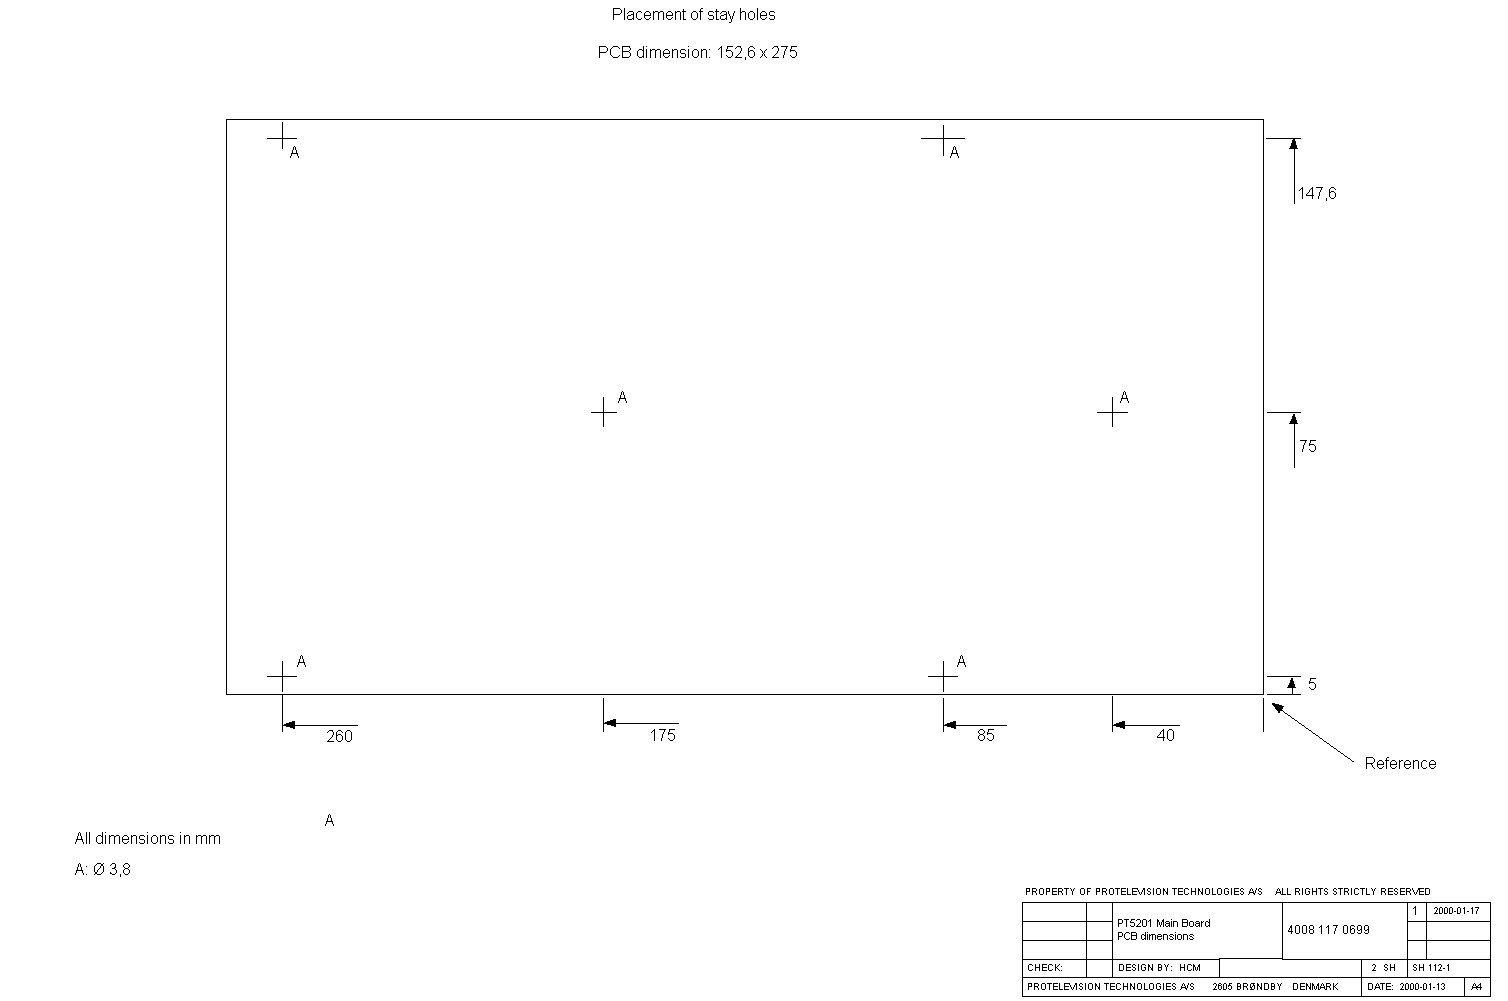 Placement of stay holes
PCB dimension: 152,6 x 275
A
A
147,6
A
A
75
A
A
5
260
175
85
40
Reference
A
All dimensions in mm
A: Ø 3,8
PROPERTY OF PROTELEVISION TECHNOLOGIES A/S ALL RIGHTS STRICTLY RESERVED
PT5201 Main Board
PCB dimensions
4008 117 0699
1 2000-01-17
CHECK: DESIGN BY: HCM 2 SH SH 112-1
PROTELEVISION TECHNOLOGIES A/S 2605 BRØNDBY DENMARK DATE: 2000-01-13 A4